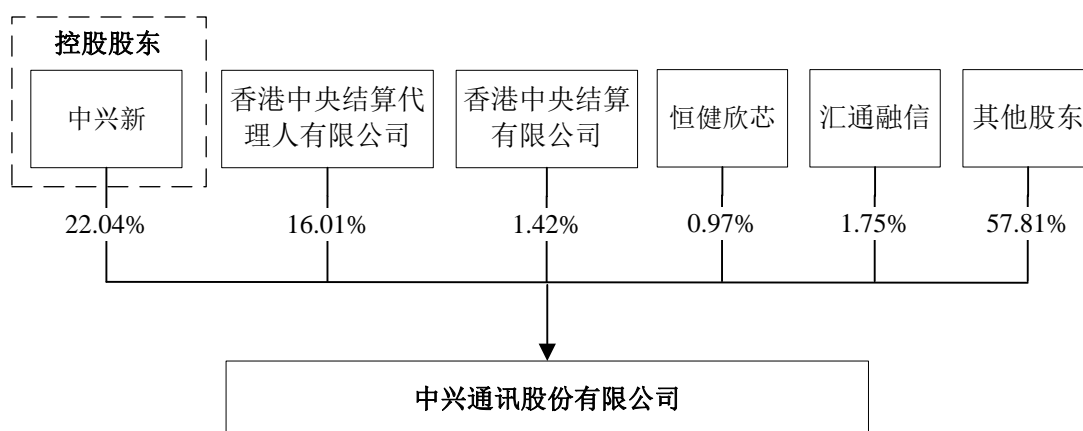 控股股东
中兴新
香港中央结算代
理人有限公司
香港中央结算
有限公司
恒健欣芯
汇通融信
其他股东
22.04%
16.01%
1.42%
0.97%
1.75%
57.81%
中兴通讯股份有限公司